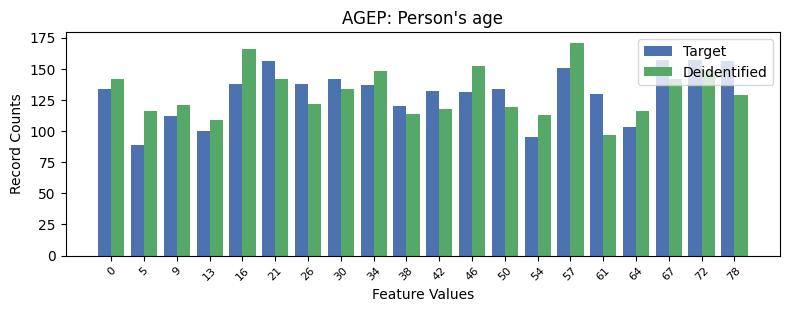 AGEP: Person's age
Record Counts
175
150
125
100
75
50
25
0
Target
Deidentified
0 5 9 13 16 21 26 30 34 38 42 46 50 54 57 61 64 67 72 78
Feature Values